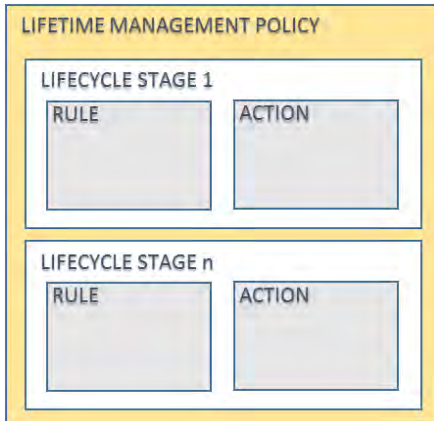 LIFETIME MANAGEMENT POLICY
LIFECYCLE STAGE 1
RULE
ACTION
LIFECYCLE STAGE n
RULE
ACTION